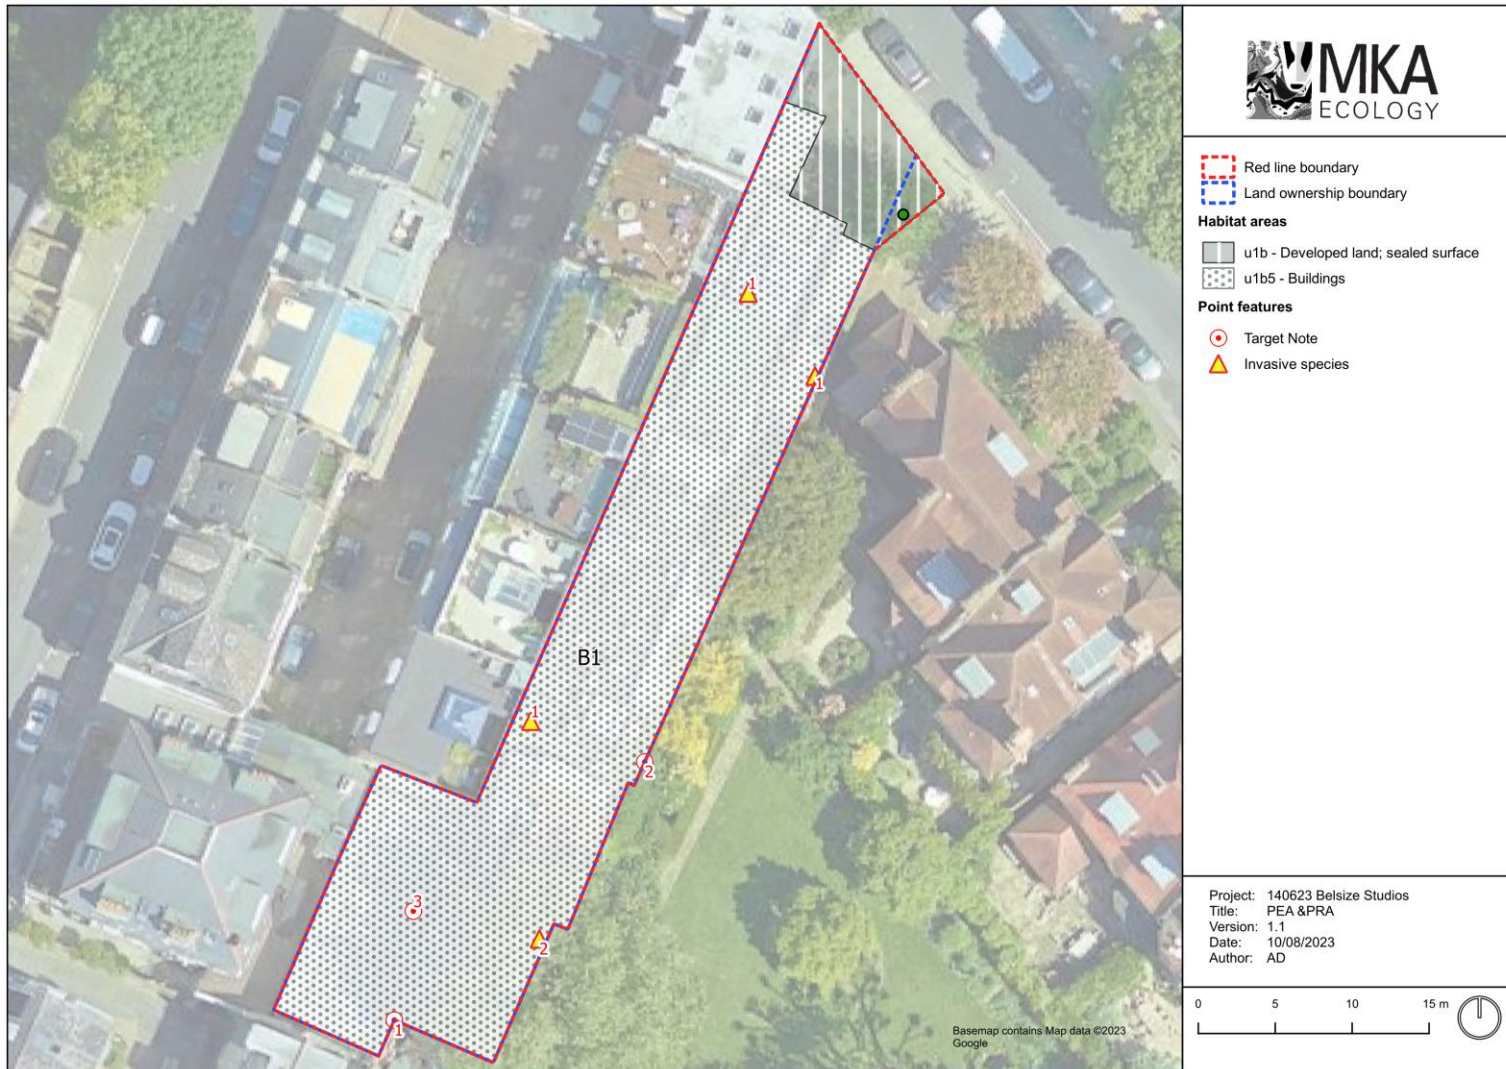 MKA
ECOLOGY
Red line boundary
Land ownership boundary
Habitat areas
u1b - Developed land; sealed surface
u1b5 - Buildings
Point features
Target Note
Invasive species
1
1
B1
1
2
3
2
1
Project: 140623 Belsize Studios
Title: PEA &PRA
Version: 1.1
Date: 10/08/2023
Author: AD
0 5 10 15 m
Basemap contains Map data ©2023
Google